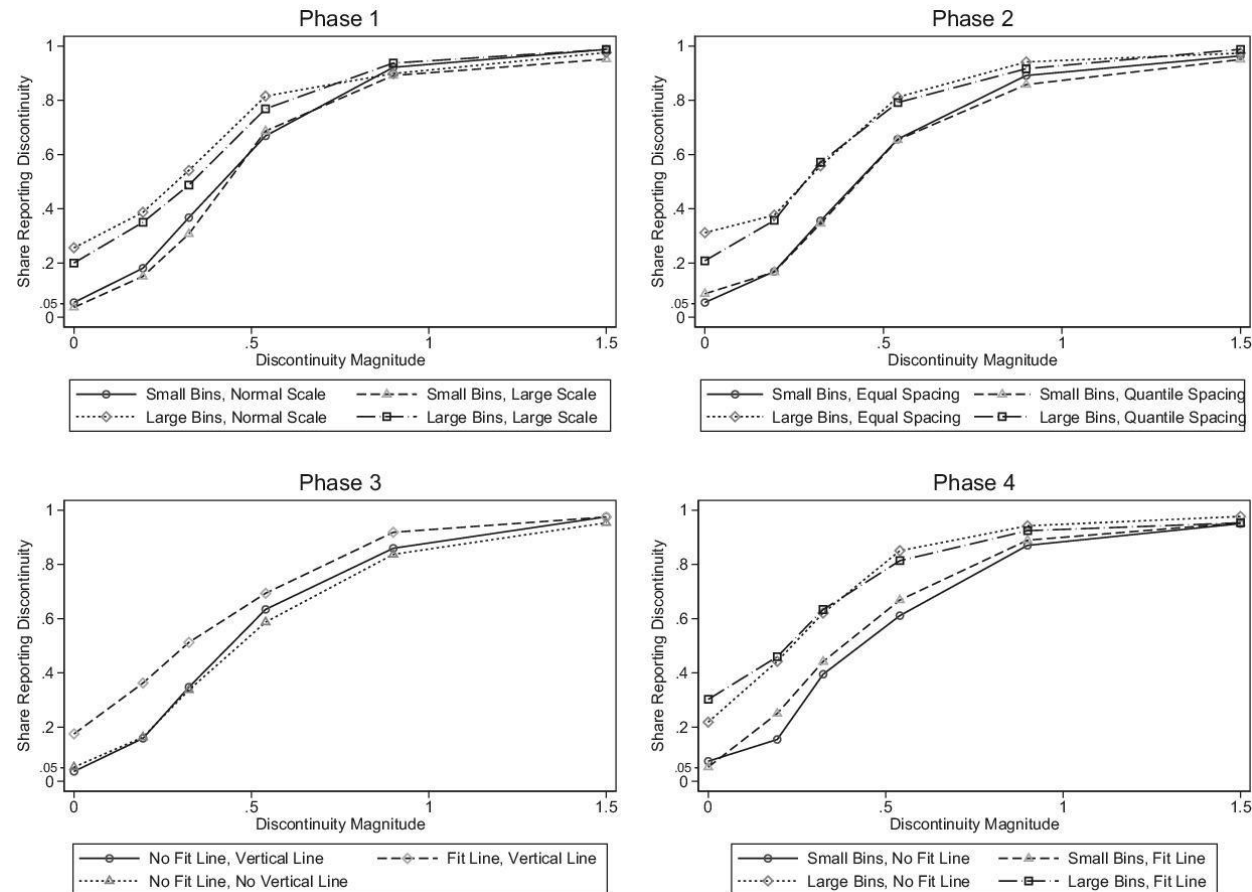 Phase 1
Share Reporting Discontinuity
1
.8
.6
.4
.2
.05
0
0 .5 1 1.5
Discontinuity Magnitude
Small Bins, Normal Scale Small Bins, Large Scale
Large Bins, Normal Scale Large Bins, Large Scale
Phase 2
Share Reporting Discontinuity
1
.8
.6
.4
.2
.05
0
0 .5 1 1.5
Discontinuity Magnitude
Small Bins, Equal Spacing Small Bins, Quantile Spacing
Large Bins, Equal Spacing Large Bins, Quantile Spacing
Phase 3
Share Reporting Discontinuity
1
.8
.6
.4
.2
.05
0
0 .5 1 1.5
Discontinuity Magnitude
No Fit Line, Vertical Line Fit Line, Vertical Line
No Fit Line, No Vertical Line
Phase 4
Share Reporting Discontinuity
1
.8
.6
.4
.2
.05
0
0 .5 1 1.5
Discontinuity Magnitude
Small Bins, No Fit Line Small Bins, Fit Line
Large Bins, No Fit Line Large Bins, Fit Line